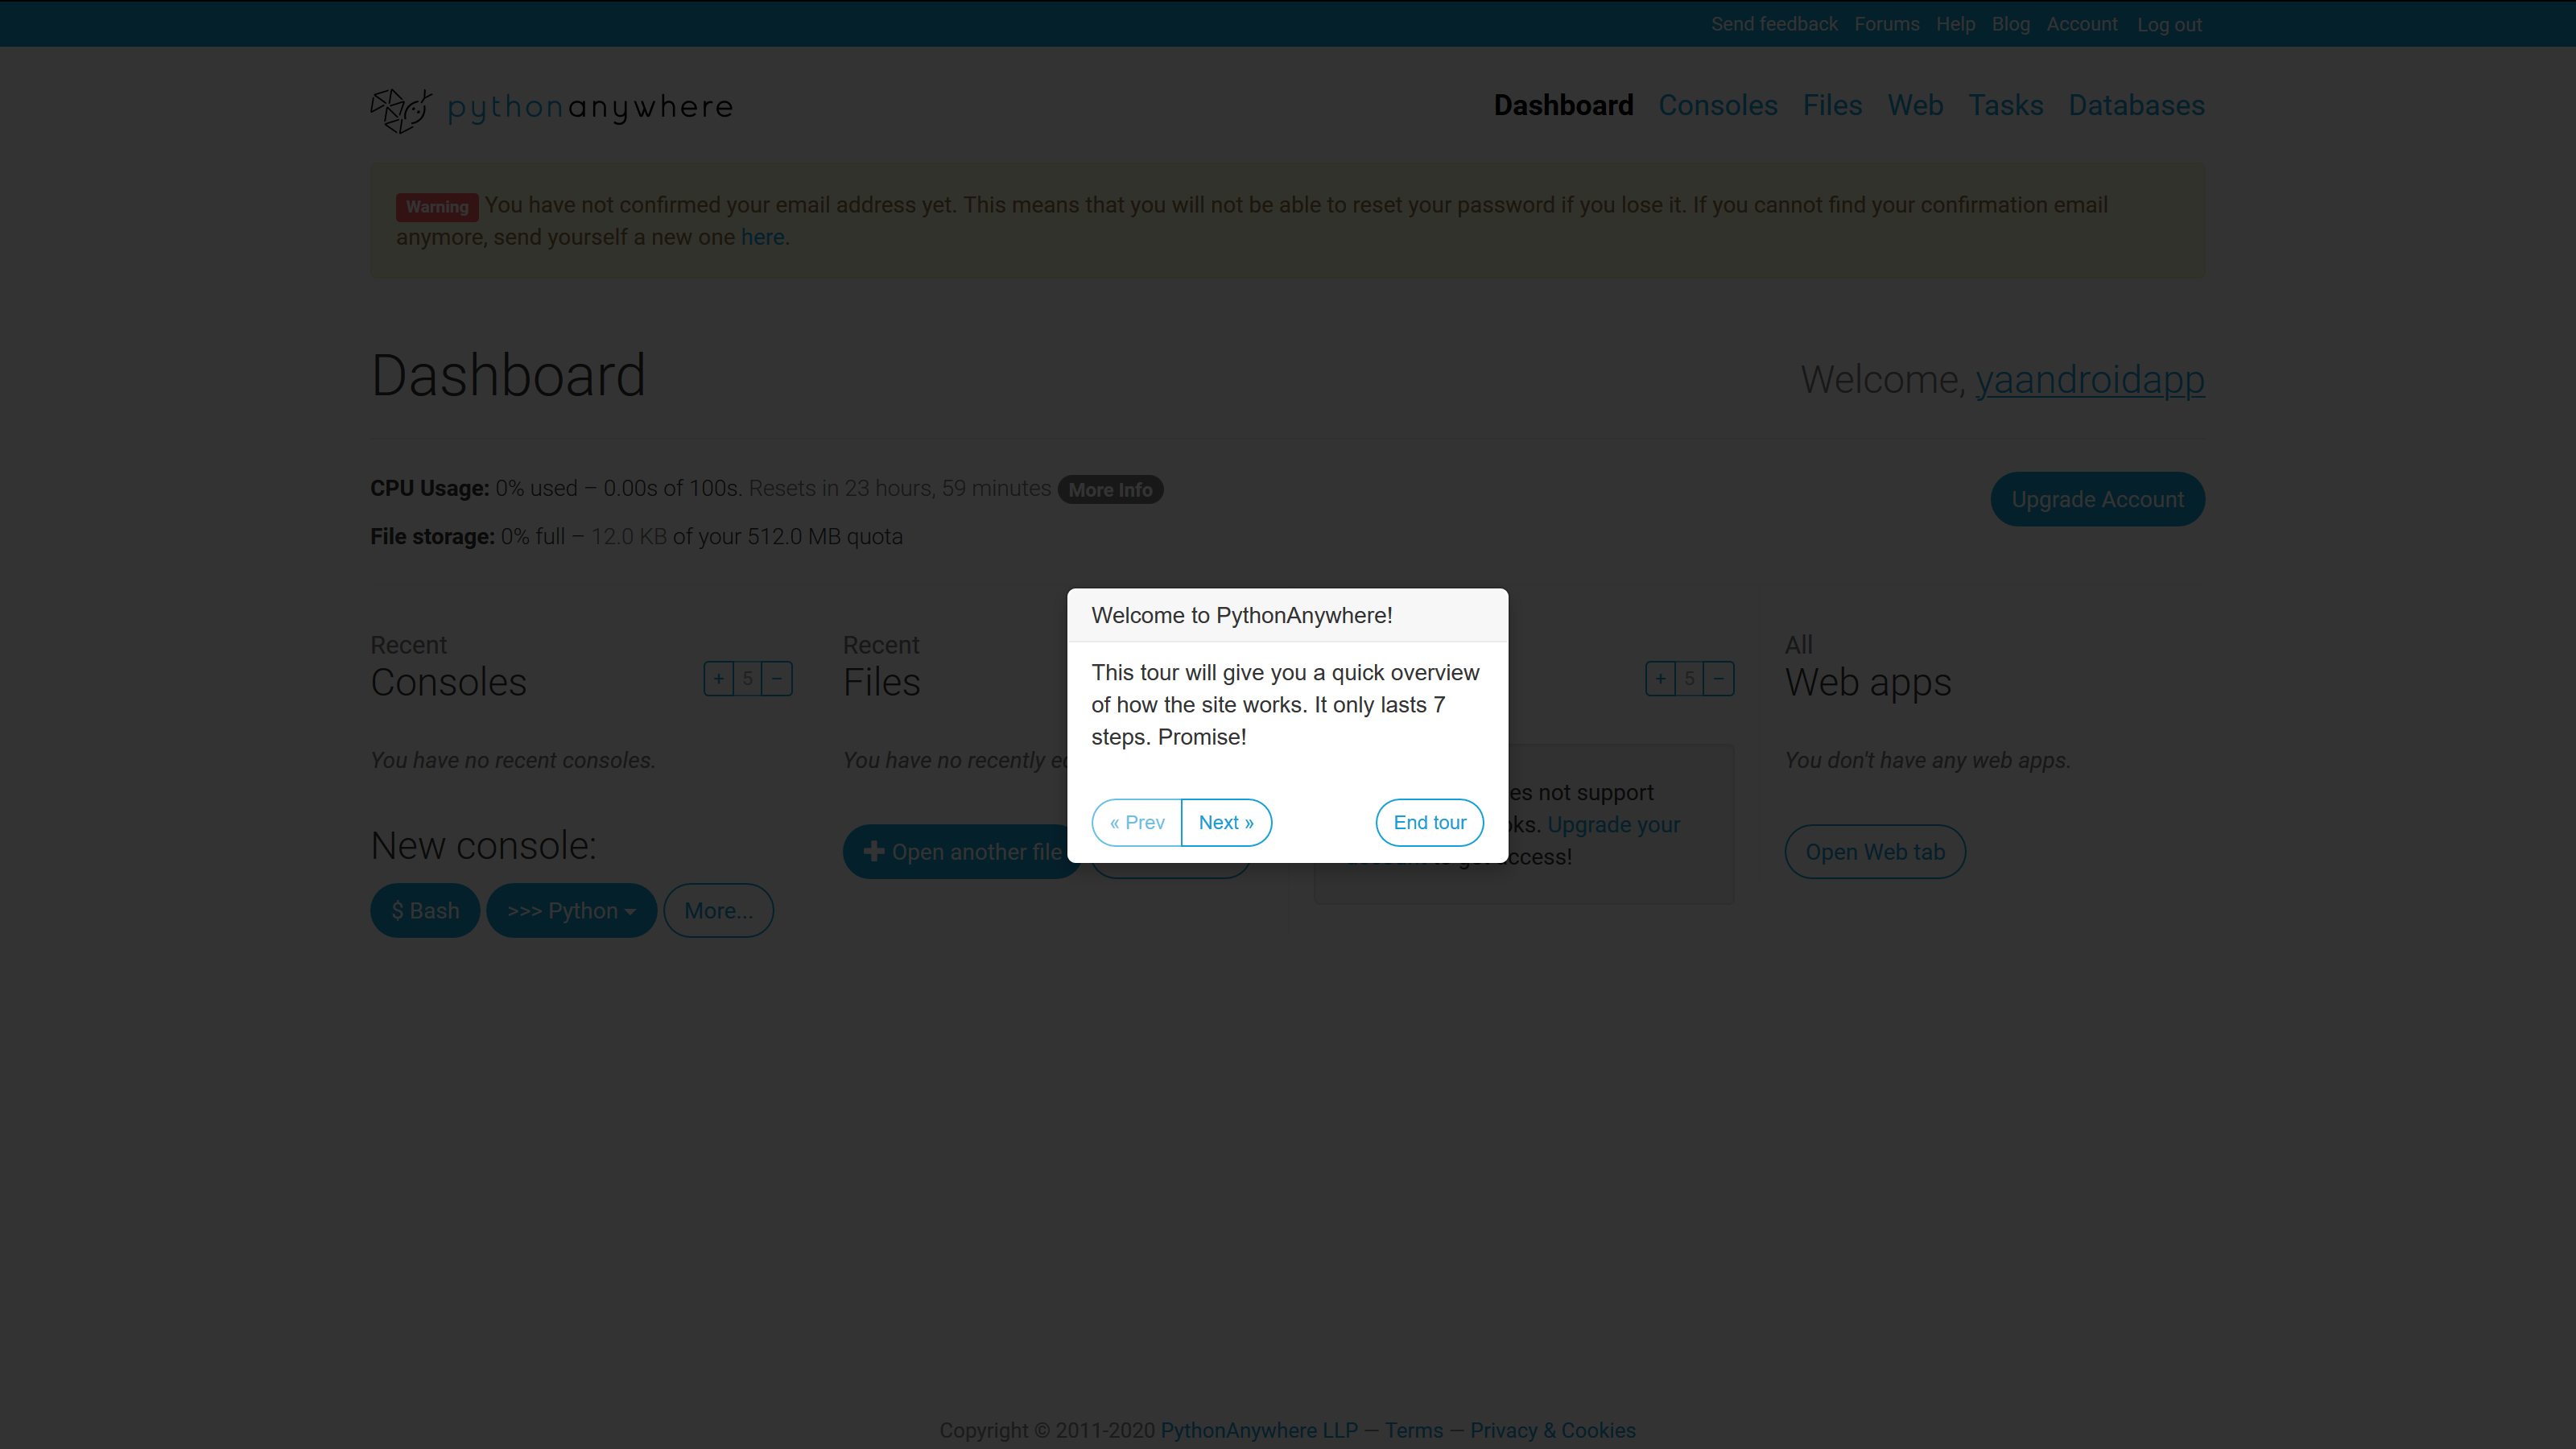 Send feedback Forums Help Blog Account Log out
pythonanywhere
Dashboard Consoles Files Web Tasks Databases
Warning You have not confirmed your email address yet. This means that you will not be able to reset your password if you lose it. If you cannot find your confirmation email
anymore, send yourself a new one here.
Dashboard
Welcome, yaandroidapp
CPU Usage: 0% used – 0.00s of 100s. Resets in 23 hours, 59 minutes More Info
Upgrade Account
File storage: 0% full – 12.0 KB of your 512.0 MB quota
Welcome to PythonAnywhere!
This tour will give you a quick overview
of how the site works. It only lasts 7
steps. Promise!
« Prev Next » End tour
Recent
Consoles
+ 5 –
You have no recent consoles.
New console:
$ Bash >>> Python More...
Recent
Files
You have no recently
Open another file
+ 5 –
not support
Upgrade your
access!
All
Web apps
You don't have any web apps.
Open Web tab
Copyright © 2011-2020 PythonAnywhere LLP — Terms — Privacy & Cookies